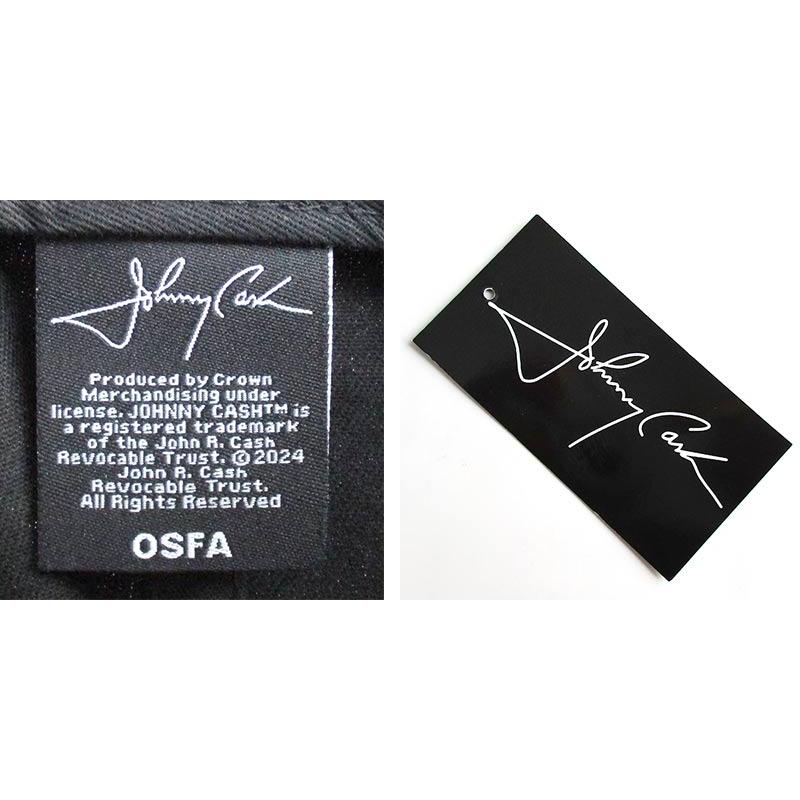 Johnny Cash
Produced by Crown
Merchandising under
license. JOHNNY CASH™ is
a registered trademark
of the John R. Cash
Revocable Trust. © 2024
John R. Cash
Revocable Trust.
All Rights Reserved
OSFA
Johnny Cash